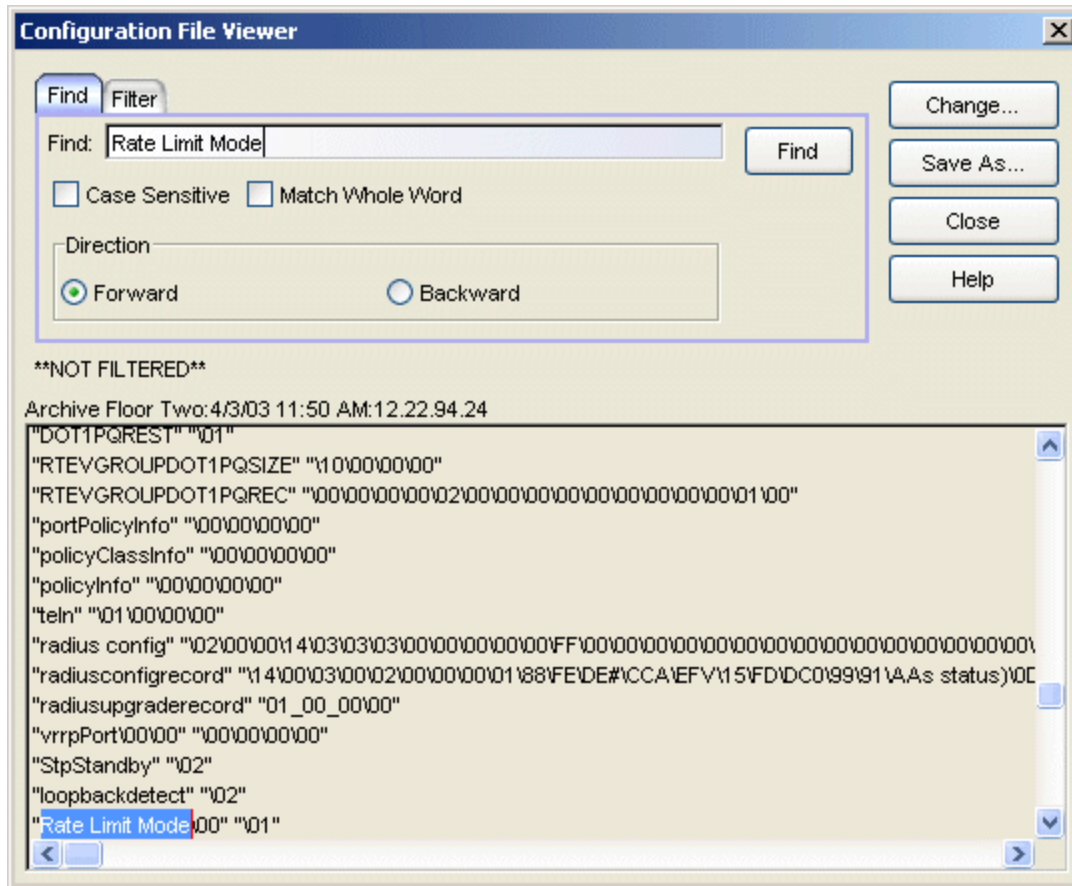 Configuration File Viewer
Find Filter
Change...
Find: Rate Limit Mode
Find
Save As...
Case Sensitive Match Whole Word
Close
Direction
Forward Backward
Help
**NOT FILTERED**
Archive Floor Two:4/3/03 11:50 AM:12.22.94.24
"DOT1PQREST" "\01"
"RTEVGROUPDOT1PQSIZE" "\10\00\00\00"
"RTEVGROUPDOT1PQREC" "\00\00\00\00\02\00\00\00\00\00\00\00\00\00\01\00"
"portPolicyInfo" "\00\00\00\00"
"policyClassInfo" "\00\00\00\00"
"policyInfo" "\00\00\00\00"
"teln" "\01\00\00\00"
"radius config" "\02\00\00\14\03\03\03\00\00\00\00\00\FF\00\00\00\00\00\00\00\00\00\00\00\00\00\00\
"radiusconfigrecord" "\14\00\03\00\02\00\00\00\01\88\FE\DE#\CCA\EFV\15\FD\DC0\99\91\AAs status)\0D
"radiusupgraderecord" "01_00_00\00"
"vrrpPort\00\00" "\00\00\00\00"
"StpStandby" "\02"
"loopbackdetect" "\02"
"Rate Limit Mode\00" "\01"